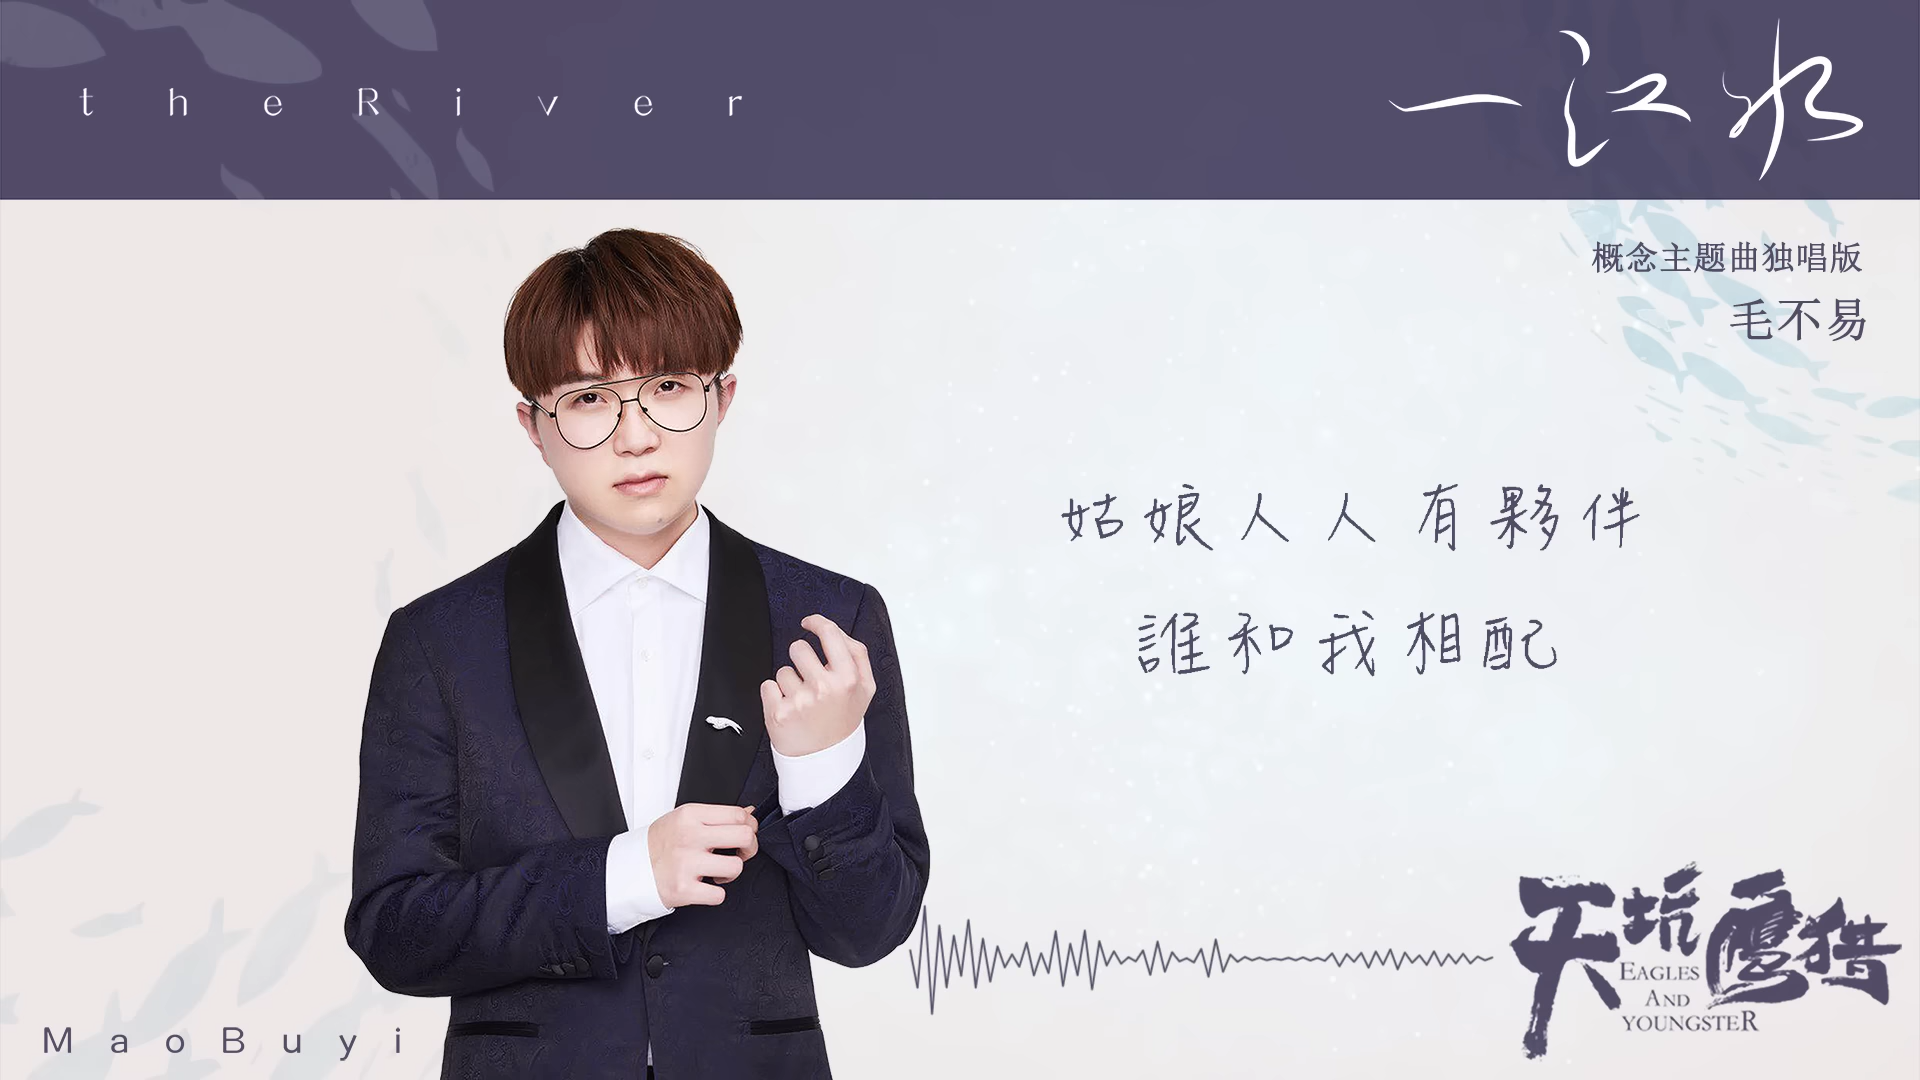 theRiver
一江水
概念主题曲独唱版
毛不易
姑娘人人有夥伴
誰和我相配
天坑鹰猎
EAGLES
AND
YOUNGSTER
MaoBuyi